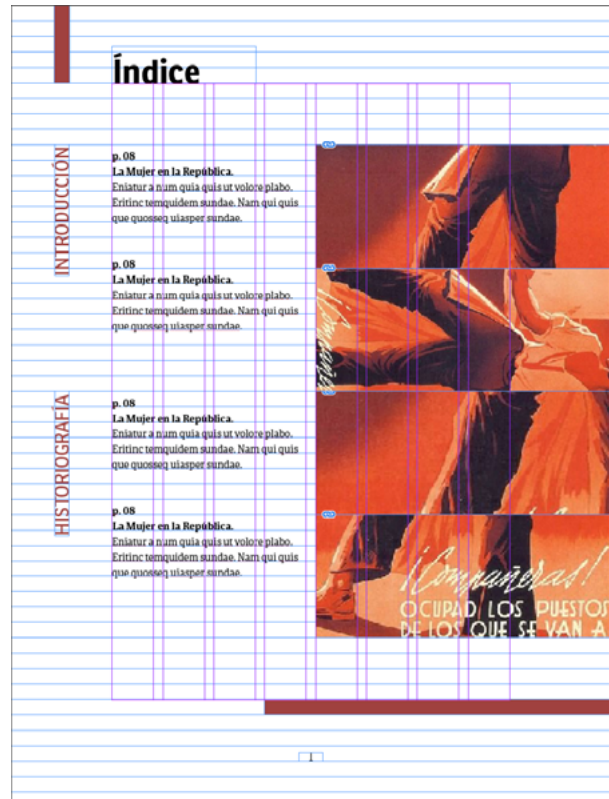 Índice
INTRODUCCIÓN
p. 08
La Mujer en la República.
Eniatur a num quia quis ut volore plabo.
Eritinc temquidem sundae. Nam qui quis
que quosseq uiasper sundae.
p. 08
La Mujer en la República.
Eniatur a num quia quis ut volore plabo.
Eritinc temquidem sundae. Nam qui quis
que quosseq uiasper sundae.
Compañer
HISTORIOGRAFÍA
p. 08
La Mujer en la República.
Eniatur a num quia quis ut volore plabo.
Eritinc temquidem sundae. Nam qui quis
que quosseq uiasper sundae.
p. 08
La Mujer en la República.
Eniatur a num quia quis ut volore plabo.
Eritinc temquidem sundae. Nam qui quis
que quosseq uiasper sundae.
¡Compañeras!
OCUPAD LOS PUESTOS
DE LOS QUE SE VAN A
1